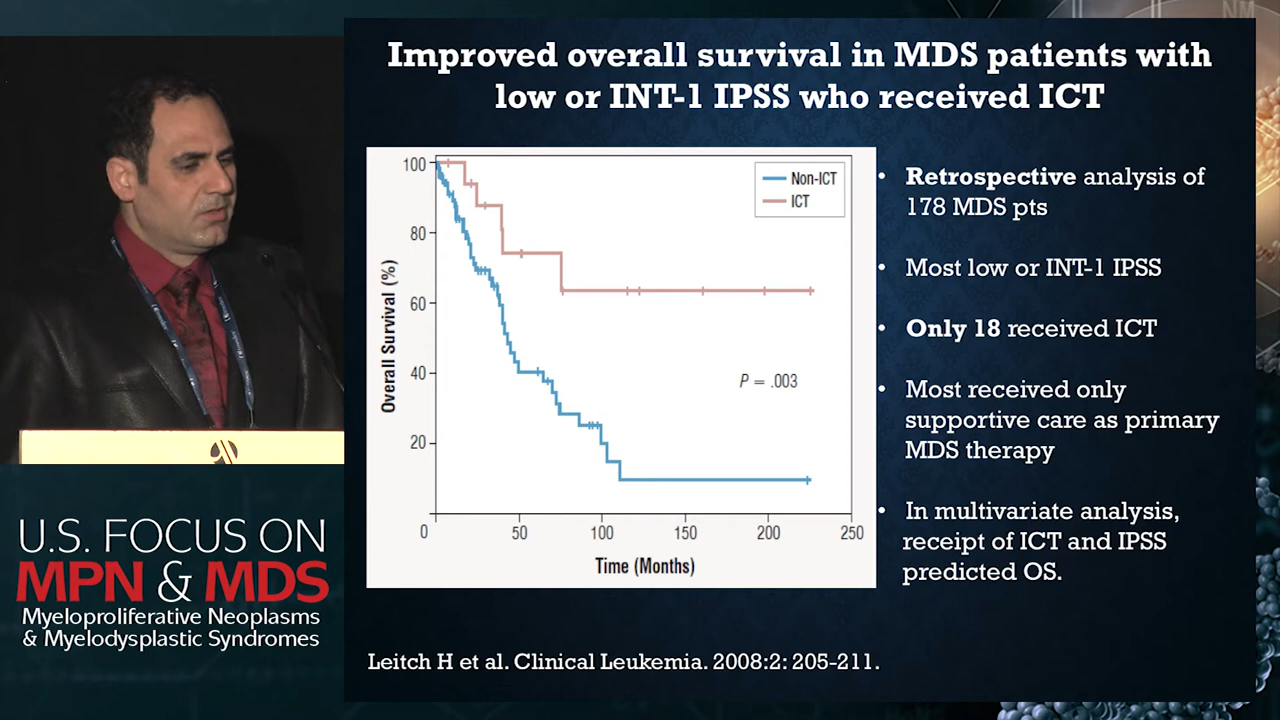 Improved overall survival in MDS patients with
low or INT-1 IPSS who received ICT
100
80
60
40
20
Overall Survival (%)
0
50
100
150
200
250
Time (Months)
Non-ICT
ICT
P = .003
• Retrospective analysis of
178 MDS pts
• Most low or INT-1 IPSS
• Only 18 received ICT
• Most received only
supportive care as primary
MDS therapy
• In multivariate analysis,
receipt of ICT and IPSS
predicted OS.
Leitch H et al. Clinical Leukemia. 2008:2: 205-211.
U.S. FOCUS ON
MPN & MDS
Myeloproliferative Neoplasms
& Myelodysplastic Syndromes
NM